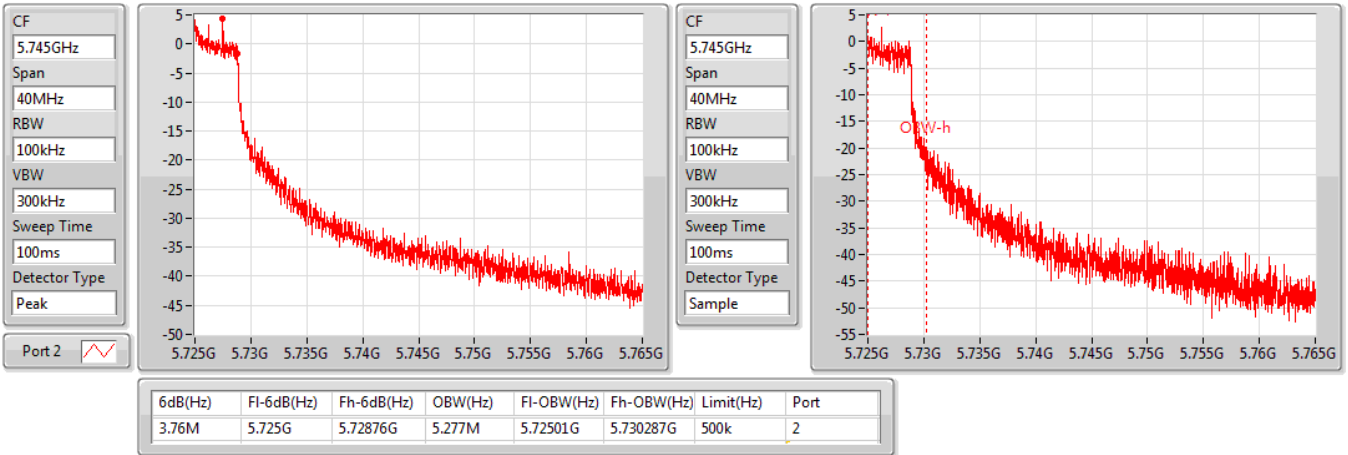 CF
5.745GHz
Span
40MHz
RBW
100kHz
VBW
300kHz
Sweep Time
100ms
Detector Type
Peak
Port 2
5
0
-5
-10
-15
-20
-25
-30
-35
-40
-45
-50
5.725G 5.73G 5.735G 5.74G 5.745G 5.75G 5.755G 5.76G 5.765G
CF
5.745GHz
Span
40MHz
RBW
100kHz
VBW
300kHz
Sweep Time
100ms
Detector Type
Sample
5
0
-5
-10
-15
-20
-25
-30
-35
-40
-45
-50
-55
OBW-h
5.725G 5.73G 5.735G 5.74G 5.745G 5.75G 5.755G 5.76G 5.765G
6dB(Hz) Fl-6dB(Hz) Fh-6dB(Hz) OBW(Hz) Fl-OBW(Hz) Fh-OBW(Hz) Limit(Hz) Port
3.76M 5.725G 5.72876G 5.277M 5.72501G 5.730287G 500k 2